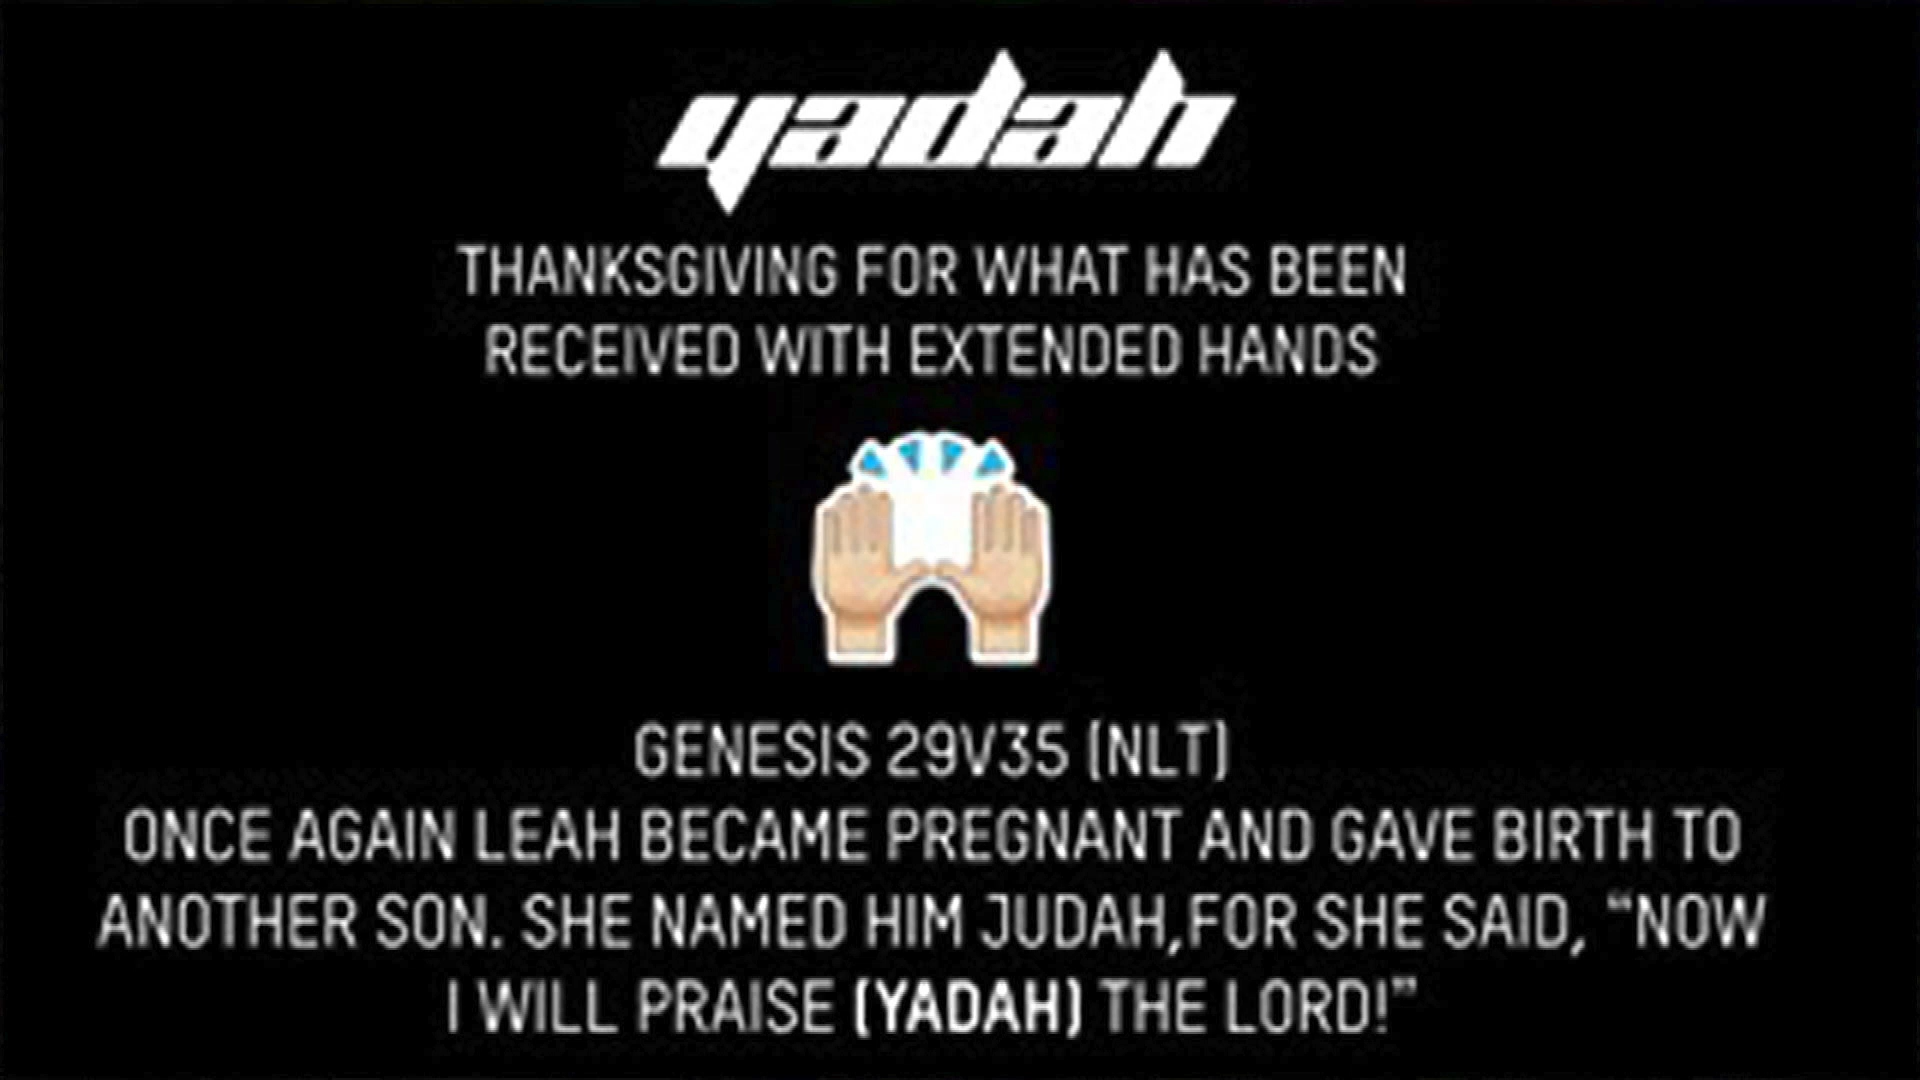 yadah
THANKSGIVING FOR WHAT HAS BEEN
RECEIVED WITH EXTENDED HANDS
GENESIS 29V35 (NLT)
ONCE AGAIN LEAH BECAME PREGNANT AND GAVE BIRTH TO
ANOTHER SON. SHE NAMED HIM JUDAH,FOR SHE SAID, “NOW
I WILL PRAISE (YADAH) THE LORD!”